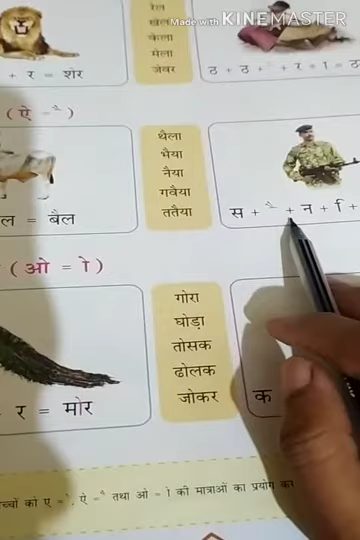 Made with KINEMASTER
रेल
खेल
केला
मेला
जेवर
+ र = शेर
ठ + ठ + े + र + ा = ठ
( ऐ = ै )
थैला
भैया
नैया
गवैया
ततैया
ल = बैल
स + ै + न + ि +
( ओ = ो )
गोरा
घोड़ा
तोसक
ढोलक
जोकर
र = मोर
क
च्चों को ए = े, ऐ = ै तथा ओ = ो की मात्राओं का प्रयोग कर